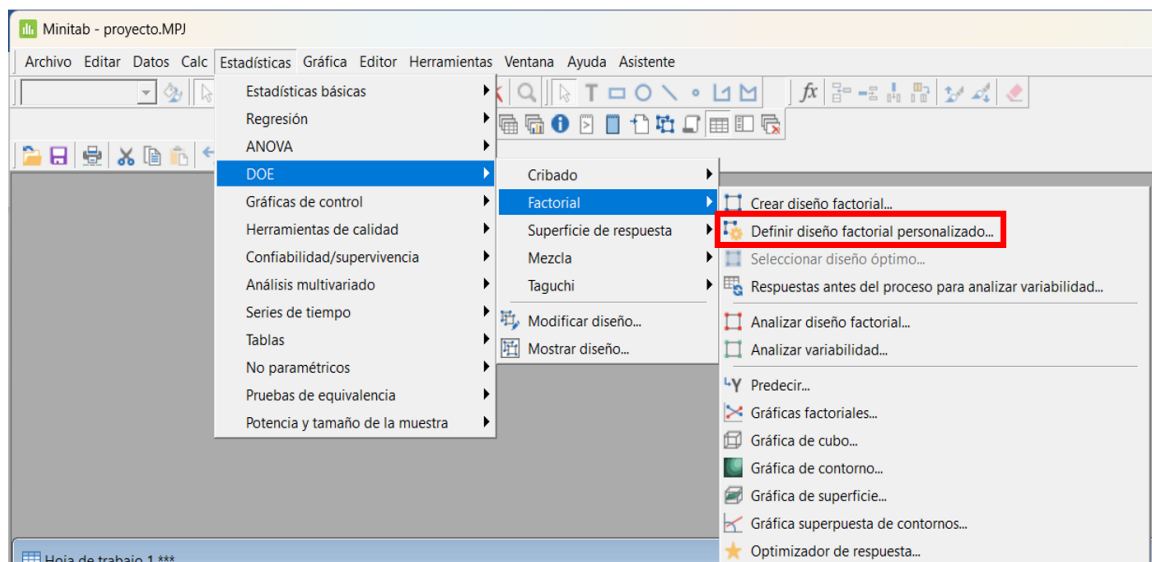 Minitab - proyecto.MPJ
Archivo Editar Datos Calc Estadísticas Gráfica Editor Herramientas Ventana Ayuda Asistente
Estadísticas básicas
Regresión
ANOVA
DOE
Gráficas de control
Herramientas de calidad
Confiabilidad/supervivencia
Análisis multivariado
Series de tiempo
Tablas
No paramétricos
Pruebas de equivalencia
Potencia y tamaño de la muestra
Cribado
Factorial
Superficie de respuesta
Mezcla
Taguchi
Modificar diseño...
Mostrar diseño...
Crear diseño factorial...
Definir diseño factorial personalizado...
Seleccionar diseño óptimo...
Respuestas antes del proceso para analizar variabilidad...
Analizar diseño factorial...
Analizar variabilidad...
Predecir...
Gráficas factoriales...
Gráfica de cubo...
Gráfica de contorno...
Gráfica de superficie...
Gráfica superpuesta de contornos...
Optimizador de respuesta...
Hoja de trabajo 1 ***